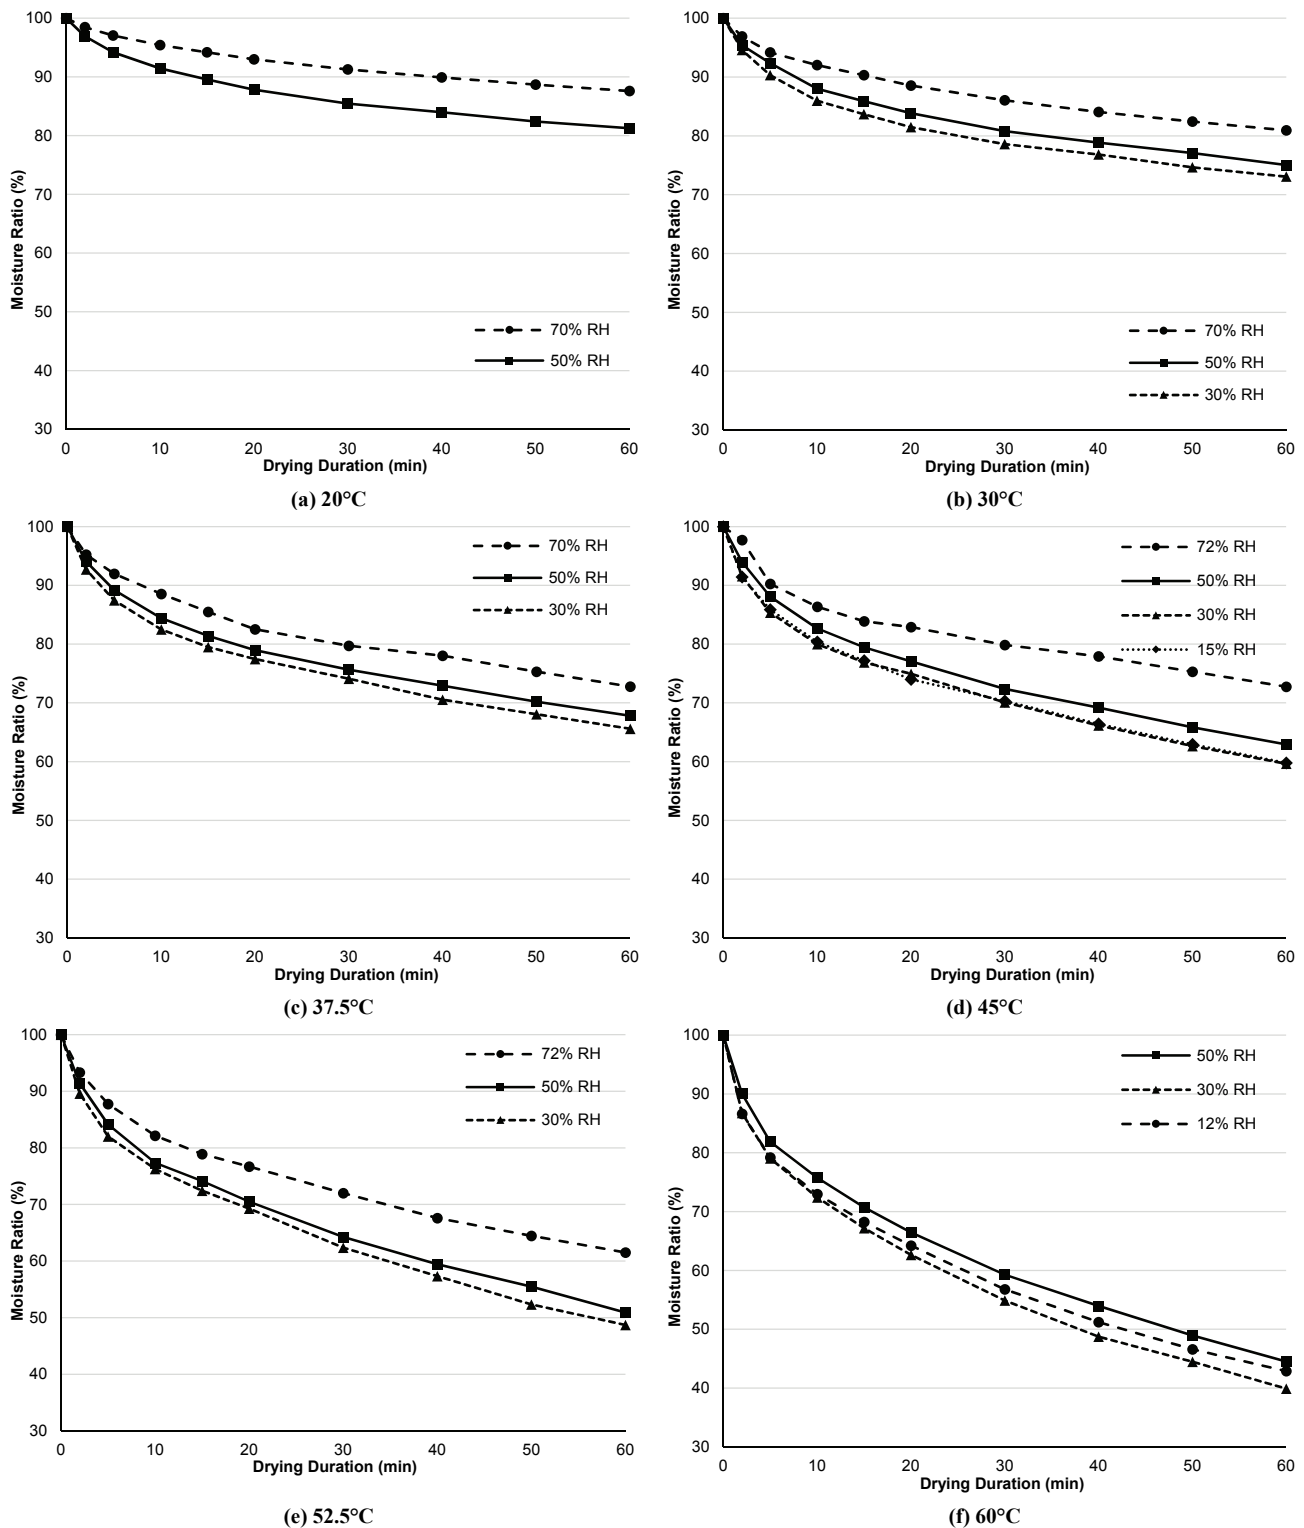 100
90
80
70
60
50
40
30
Moisture Ratio (%)
70% RH
50% RH
0 10 20 30 40 50 60
Drying Duration (min)
(a) 20°C
100
90
80
70
60
50
40
30
Moisture Ratio (%)
70% RH
50% RH
30% RH
0 10 20 30 40 50 60
Drying Duration (min)
(b) 30°C
100
90
80
70
60
50
40
30
Moisture Ratio (%)
70% RH
50% RH
30% RH
0 10 20 30 40 50 60
Drying Duration (min)
(c) 37.5°C
100
90
80
70
60
50
40
30
Moisture Ratio (%)
72% RH
50% RH
30% RH
15% RH
0 10 20 30 40 50 60
Drying Duration (min)
(d) 45°C
100
90
80
70
60
50
40
30
Moisture Ratio (%)
72% RH
50% RH
30% RH
0 10 20 30 40 50 60
Drying Duration (min)
(e) 52.5°C
100
90
80
70
60
50
40
30
Moisture Ratio (%)
50% RH
30% RH
12% RH
0 10 20 30 40 50 60
Drying Duration (min)
(f) 60°C